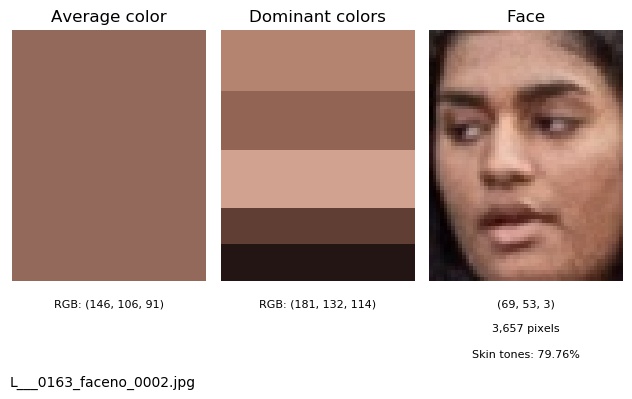 Average color
Dominant colors
Face
RGB: (146, 106, 91)
RGB: (181, 132, 114)
(69, 53, 3)
3,657 pixels
Skin tones: 79.76%
L___0163_faceno_0002.jpg